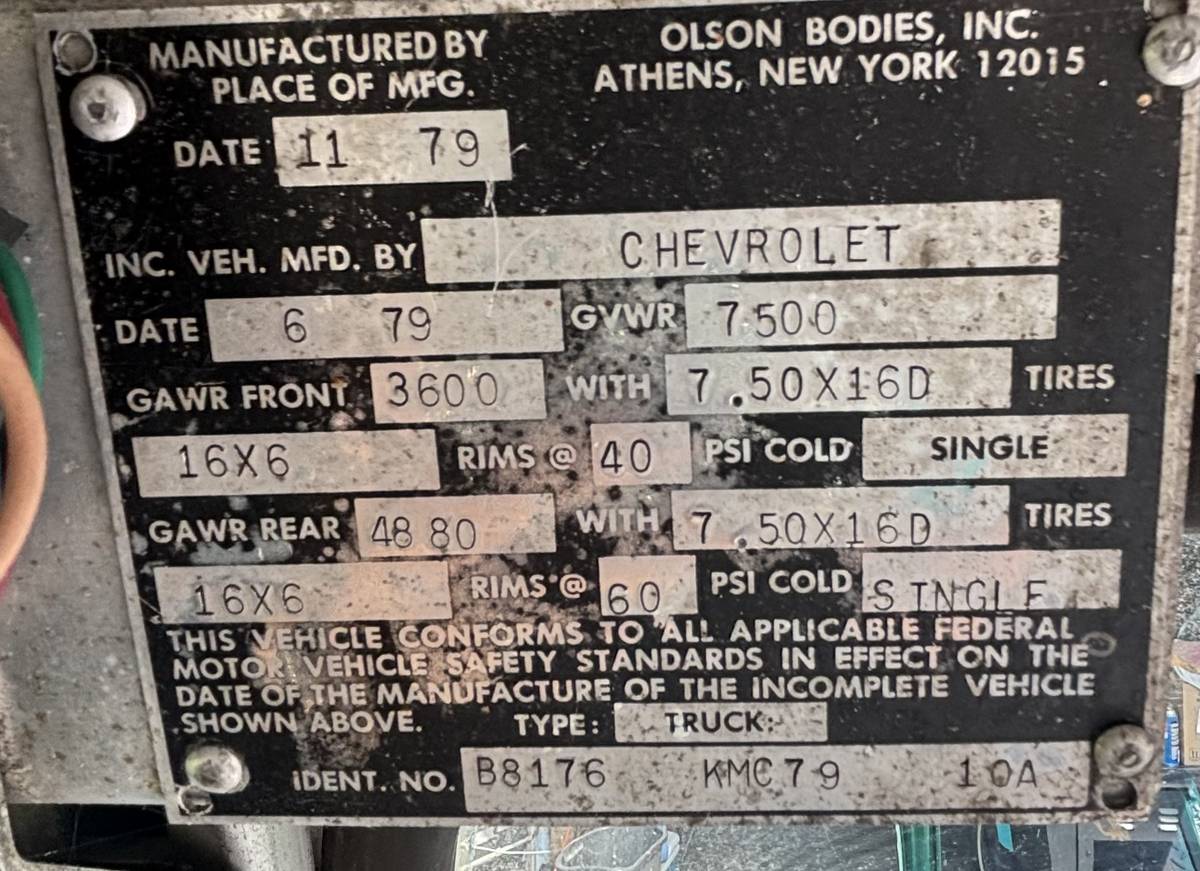 MANUFACTURED BY OLSON BODIES, INC.
PLACE OF MFG. ATHENS, NEW YORK 12015
DATE 11 79
INC. VEH. MFD. BY CHEVROLET
DATE 6 79 GVWR 7500
GAWR FRONT 3600 WITH 7.50X16D TIRES
16X6 RIMS @ 40 PSI COLD SINGLE
GAWR REAR 4880 WITH 7.50X16D TIRES
16X6 RIMS @ 60 PSI COLD SINGLE
THIS VEHICLE CONFORMS TO ALL APPLICABLE FEDERAL
MOTOR VEHICLE SAFETY STANDARDS IN EFFECT ON THE
DATE OF THE MANUFACTURE OF THE INCOMPLETE VEHICLE
SHOWN ABOVE. TYPE: TRUCK
IDENT. NO. B8176 KMC79 10A